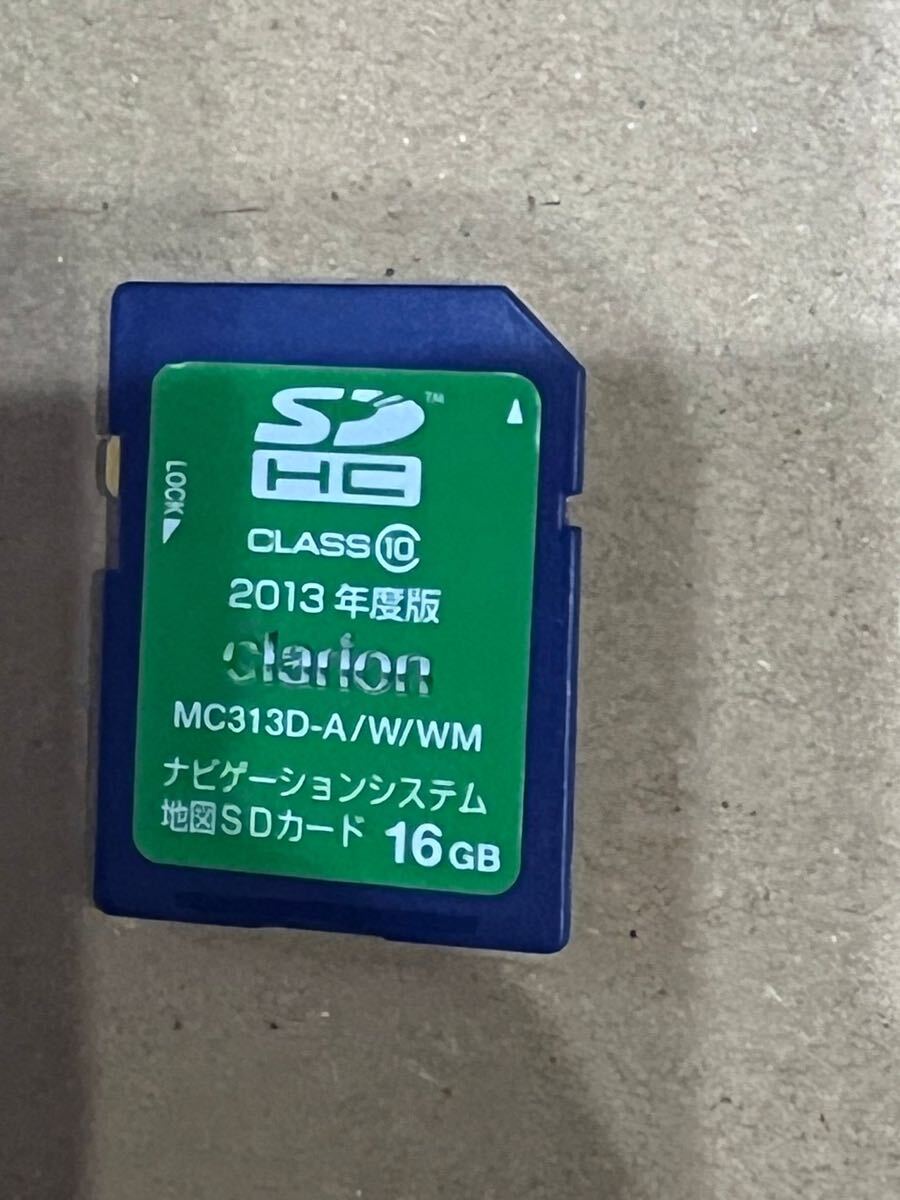 SD™
HC
LOCK
CLASS 10
2013 年度版
clarion
MC313D-A/W/WM
ナビゲーションシステム
地図SDカード 16GB